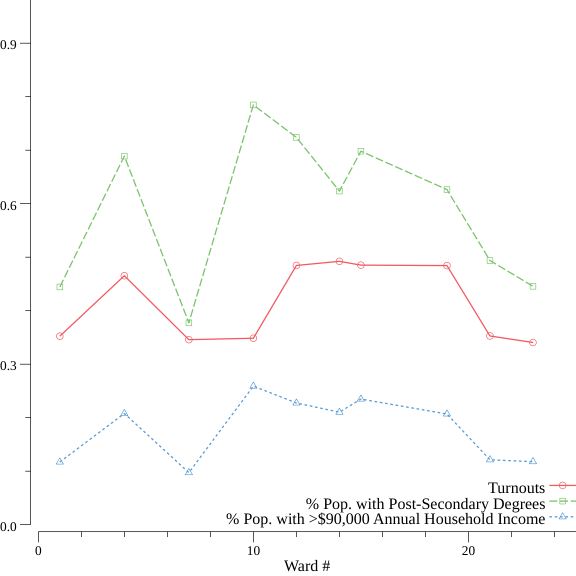 0.9
0.6
0.3
0.0
Turnouts
% Pop. with Post-Secondary Degrees
% Pop. with >$90,000 Annual Household Income
0 10 20
Ward #